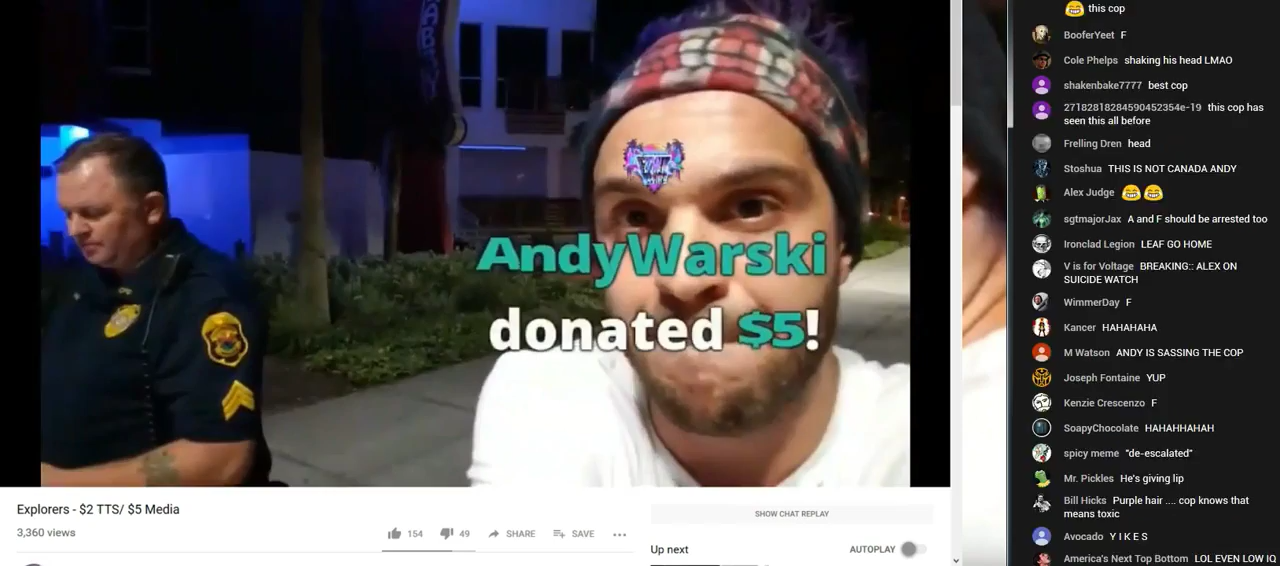 AndyWarski
donated $5!
Explorers - $2 TTS/ $5 Media
3,360 views
154
49
SHARE
SAVE
SHOW CHAT REPLAY
Up next
AUTOPLAY
😂 this cop
BooferYeet F
Cole Phelps shaking his head LMAO
shakenbake7777 best cop
27182818284590452354e-19 this cop has
seen this all before
Frelling Dren head
Stoshua THIS IS NOT CANADA ANDY
Alex Judge 😂 😂
sgtmajorJax A and F should be arrested too
Ironclad Legion LEAF GO HOME
V is for Voltage BREAKING:: ALEX ON
SUICIDE WATCH
WimmerDay F
Kancer HAHAHAHA
M Watson ANDY IS SASSING THE COP
Joseph Fontaine YUP
Kenzie Crescenzo F
SoapyChocolate HAHAHHAHAH
spicy meme "de-escalated"
Mr. Pickles He's giving lip
Bill Hicks Purple hair .... cop knows that
means toxic
Avocado Y I K E S
America's Next Top Bottom LOL EVEN LOW IQ